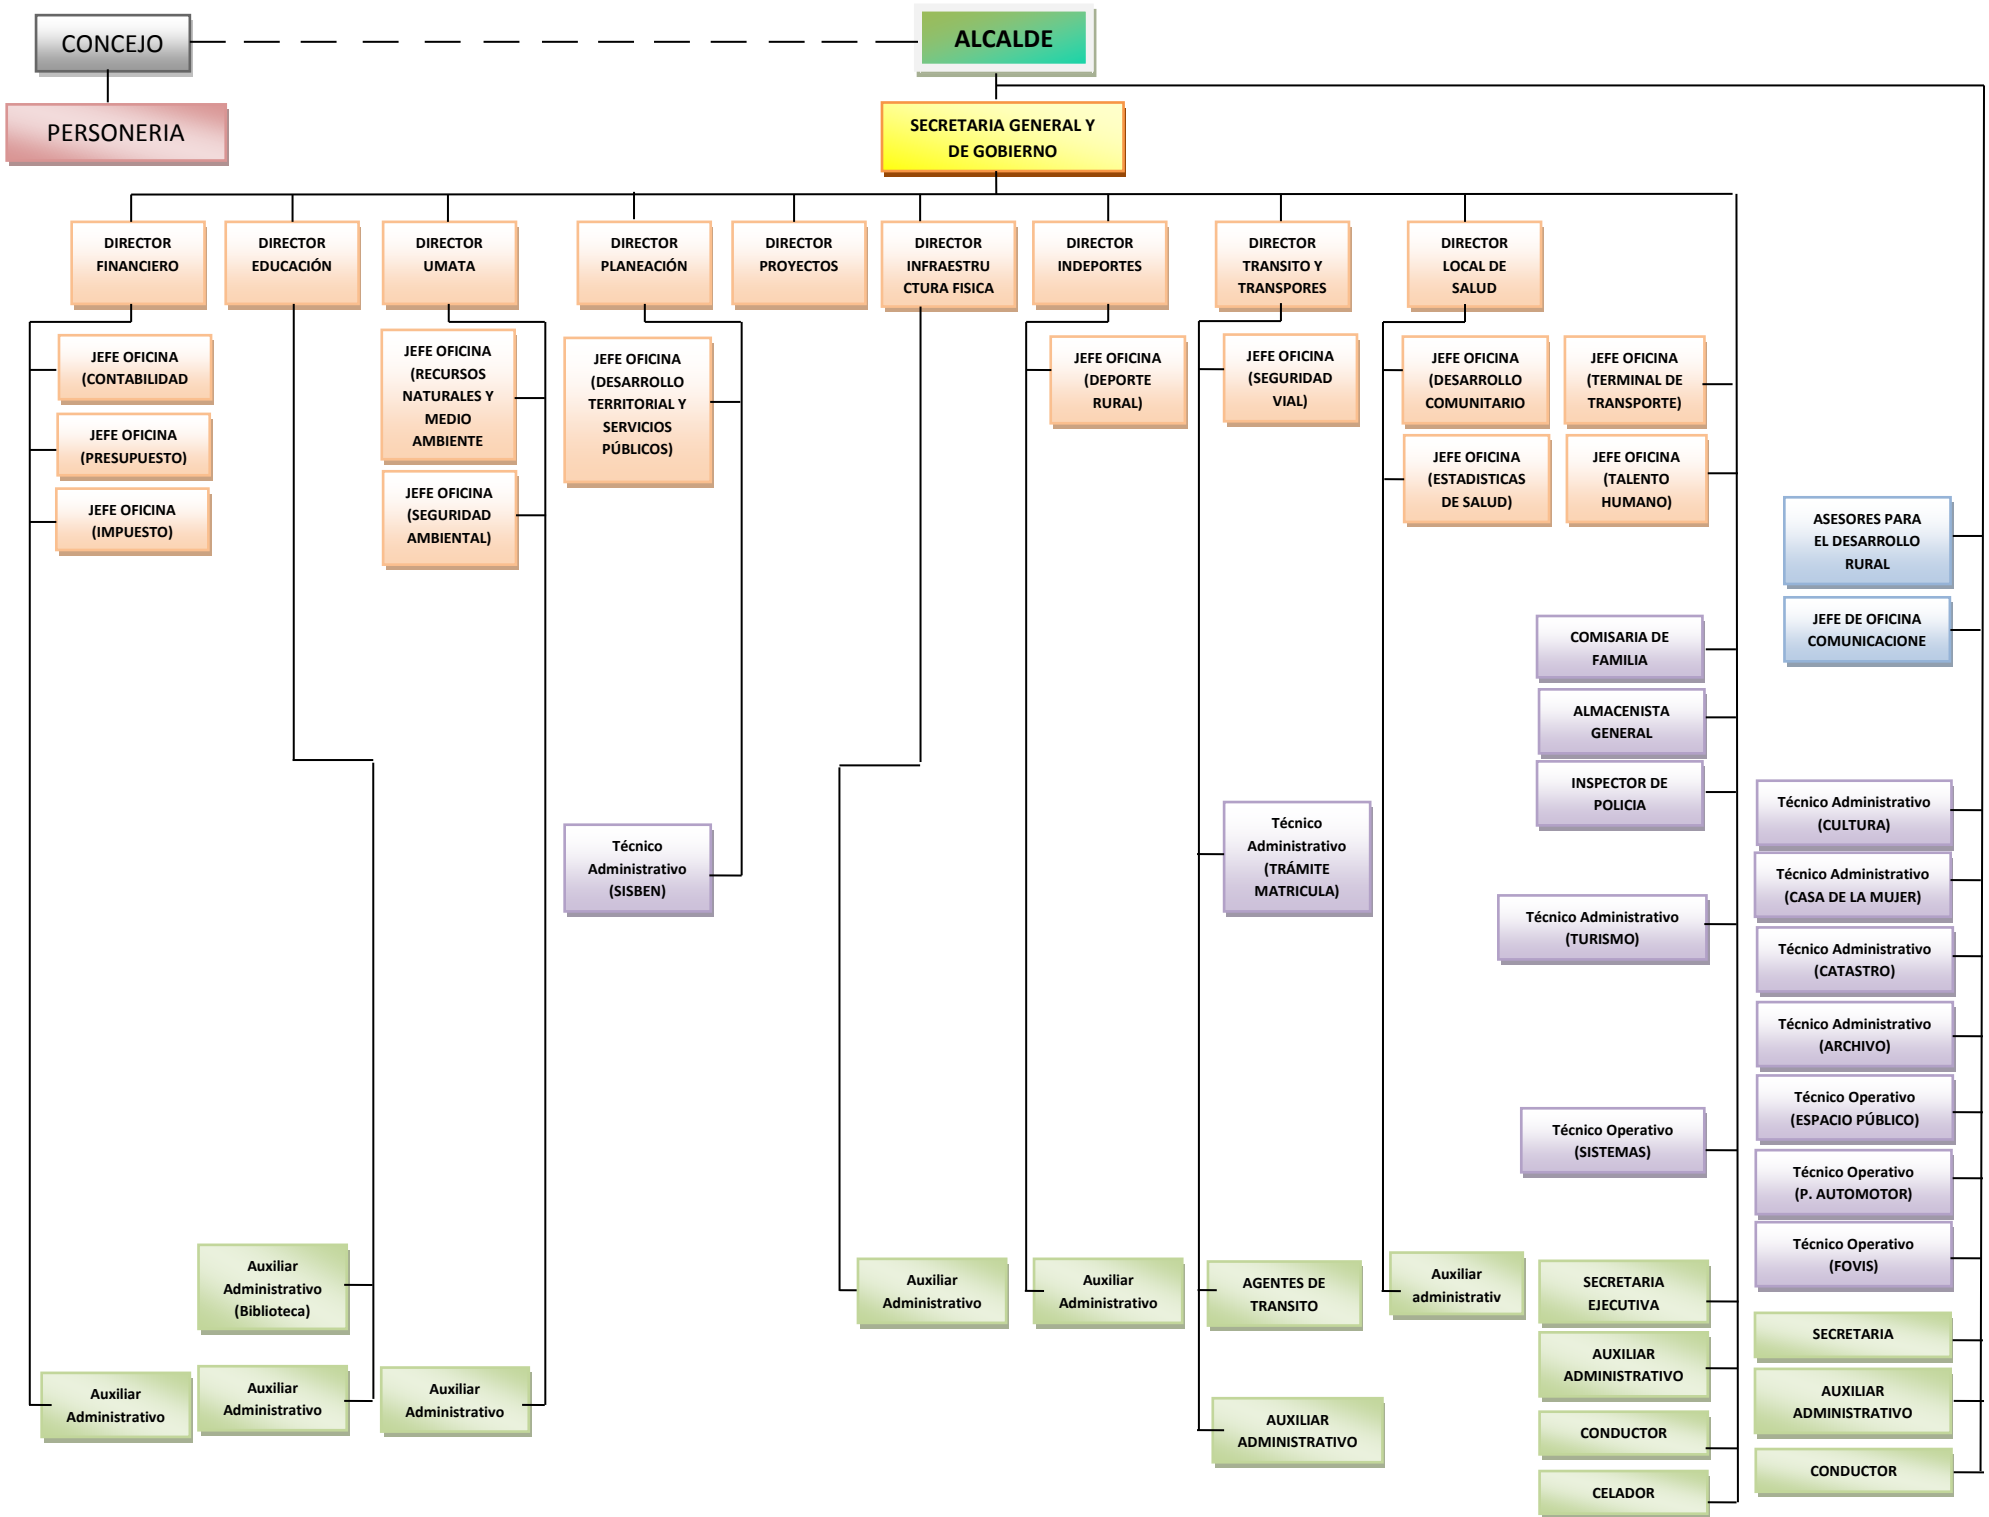 CONCEJO
ALCALDE
PERSONERIA
SECRETARIA GENERAL Y
DE GOBIERNO
DIRECTOR
FINANCIERO
DIRECTOR
EDUCACIÓN
DIRECTOR
UMATA
DIRECTOR
PLANEACIÓN
DIRECTOR
PROYECTOS
DIRECTOR
INFRAESTRU
CTURA FISICA
DIRECTOR
INDEPORTES
DIRECTOR
TRANSITO Y
TRANSPORES
DIRECTOR
LOCAL DE
SALUD
JEFE OFICINA
(CONTABILIDAD
JEFE OFICINA
(PRESUPUESTO)
JEFE OFICINA
(IMPUESTO)
JEFE OFICINA
(RECURSOS
NATURALES Y
MEDIO
AMBIENTE
JEFE OFICINA
(SEGURIDAD
AMBIENTAL)
JEFE OFICINA
(DESARROLLO
TERRITORIAL Y
SERVICIOS
PÚBLICOS)
JEFE OFICINA
(DEPORTE
RURAL)
JEFE OFICINA
(SEGURIDAD
VIAL)
JEFE OFICINA
(DESARROLLO
COMUNITARIO
JEFE OFICINA
(TERMINAL DE
TRANSPORTE)
JEFE OFICINA
(ESTADISTICAS
DE SALUD)
JEFE OFICINA
(TALENTO
HUMANO)
ASESORES PARA
EL DESARROLLO
RURAL
JEFE DE OFICINA
COMUNICACIONE
COMISARIA DE
FAMILIA
ALMACENISTA
GENERAL
INSPECTOR DE
POLICIA
Técnico
Administrativo
(SISBEN)
Técnico
Administrativo
(TRÁMITE
MATRICULA)
Técnico Administrativo
(TURISMO)
Técnico Operativo
(SISTEMAS)
Técnico Administrativo
(CULTURA)
Técnico Administrativo
(CASA DE LA MUJER)
Técnico Administrativo
(CATASTRO)
Técnico Administrativo
(ARCHIVO)
Técnico Operativo
(ESPACIO PÚBLICO)
Técnico Operativo
(P. AUTOMOTOR)
Técnico Operativo
(FOVIS)
Auxiliar
Administrativo
(Biblioteca)
Auxiliar
Administrativo
Auxiliar
Administrativo
Auxiliar
Administrativo
Auxiliar
Administrativo
Auxiliar
Administrativo
AGENTES DE
TRANSITO
AUXILIAR
ADMINISTRATIVO
Auxiliar
administrativ
SECRETARIA
EJECUTIVA
AUXILIAR
ADMINISTRATIVO
CONDUCTOR
CELADOR
SECRETARIA
AUXILIAR
ADMINISTRATIVO
CONDUCTOR